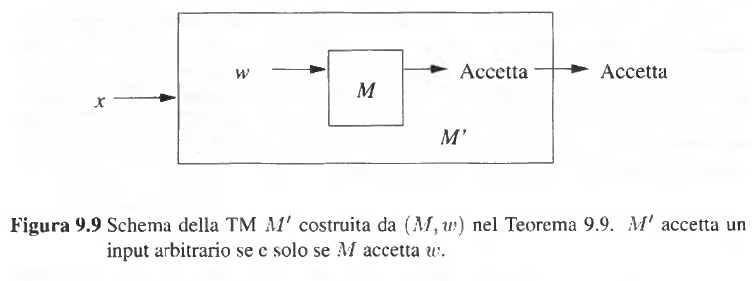 w
M
Accetta
Accetta
x
M'
Figura 9.9 Schema della TM M' costruita da (M, w) nel Teorema 9.9. M' accetta un
input arbitrario se e solo se M accetta w.